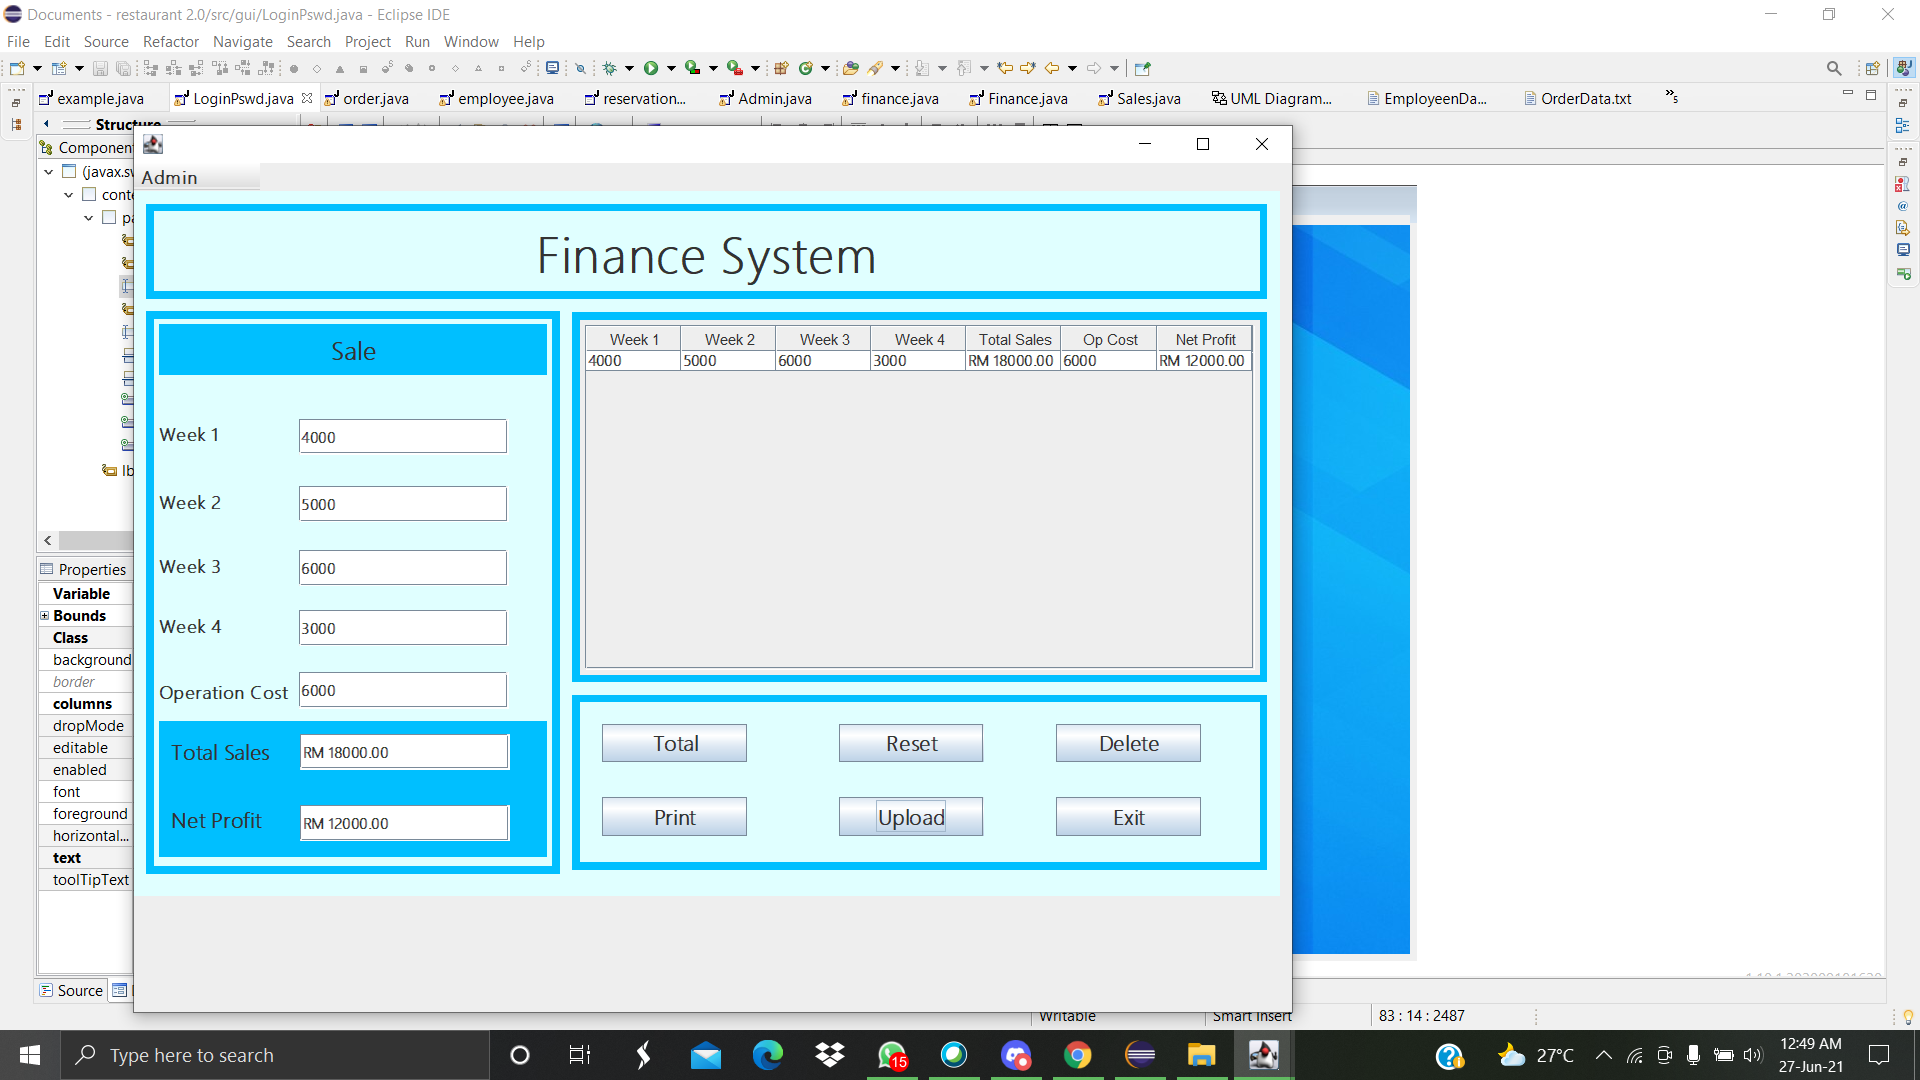 Documents - restaurant 2.0/src/gui/LoginPswd.java - Eclipse IDE
File Edit Source Refactor Navigate Search Project Run Window Help
example.java LoginPswd.java order.java employee.java reservation... Admin.java finance.java Finance.java Sales.java UML Diagram... EmployeenDa... OrderData.txt »5
Structure
Componen
(javax.sw
conte
pa
lb
Admin
Finance System
Sale
Week 1 4000
Week 2 5000
Week 3 6000
Week 4 3000
Operation Cost 6000
Total Sales RM 18000.00
Net Profit RM 12000.00
Week 1 Week 2 Week 3 Week 4 Total Sales Op Cost Net Profit
4000 5000 6000 3000 RM 18000.00 6000 RM 12000.00
Total Reset Delete
Print Upload Exit
Properties
Variable
Bounds
Class
background
border
columns
dropMode
editable
enabled
font
foreground
horizontal...
text
toolTipText
Source
Writable Smart Insert 83 : 14 : 2487
Type here to search
15
27°C
12:49 AM
27-Jun-21